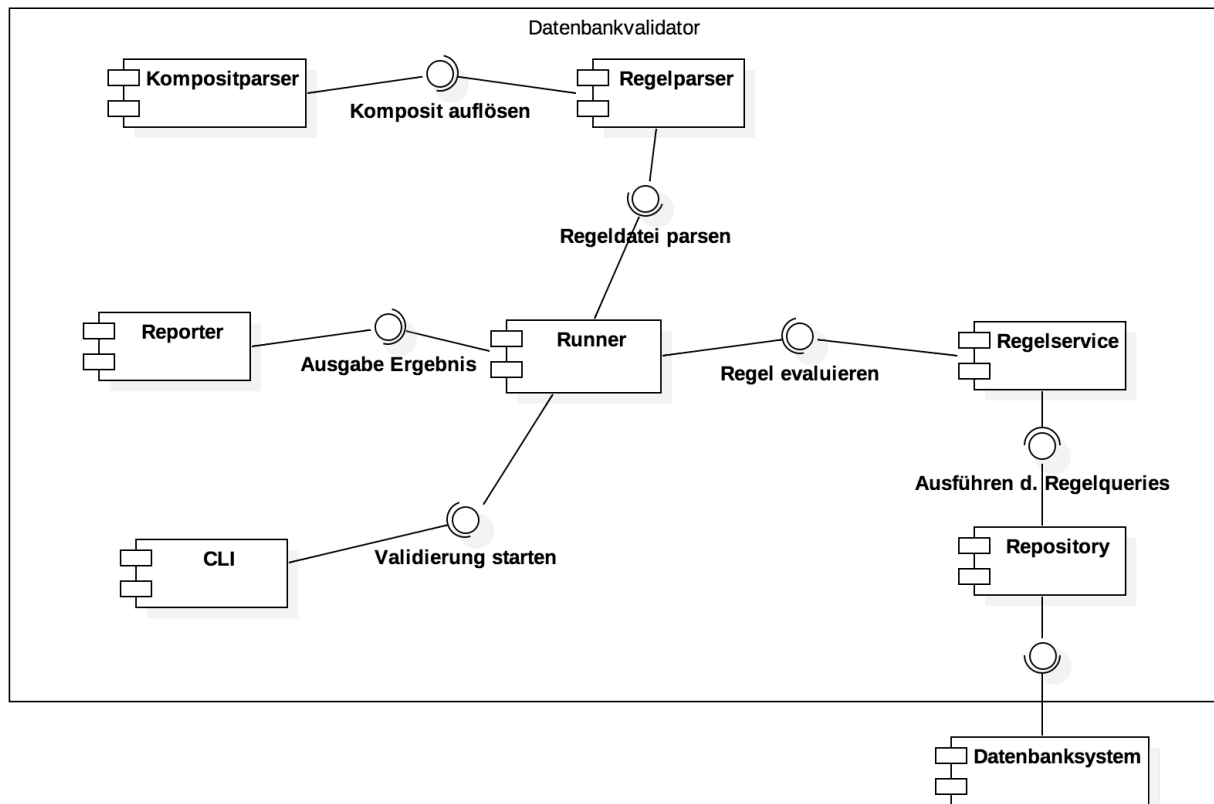 Datenbankvalidator
Kompositparser
Regelparser
Komposit auflösen
Regeldatei parsen
Reporter
Runner
Regelservice
Ausgabe Ergebnis
Regel evaluieren
Ausführen d. Regelqueries
CLI
Validierung starten
Repository
Datenbanksystem